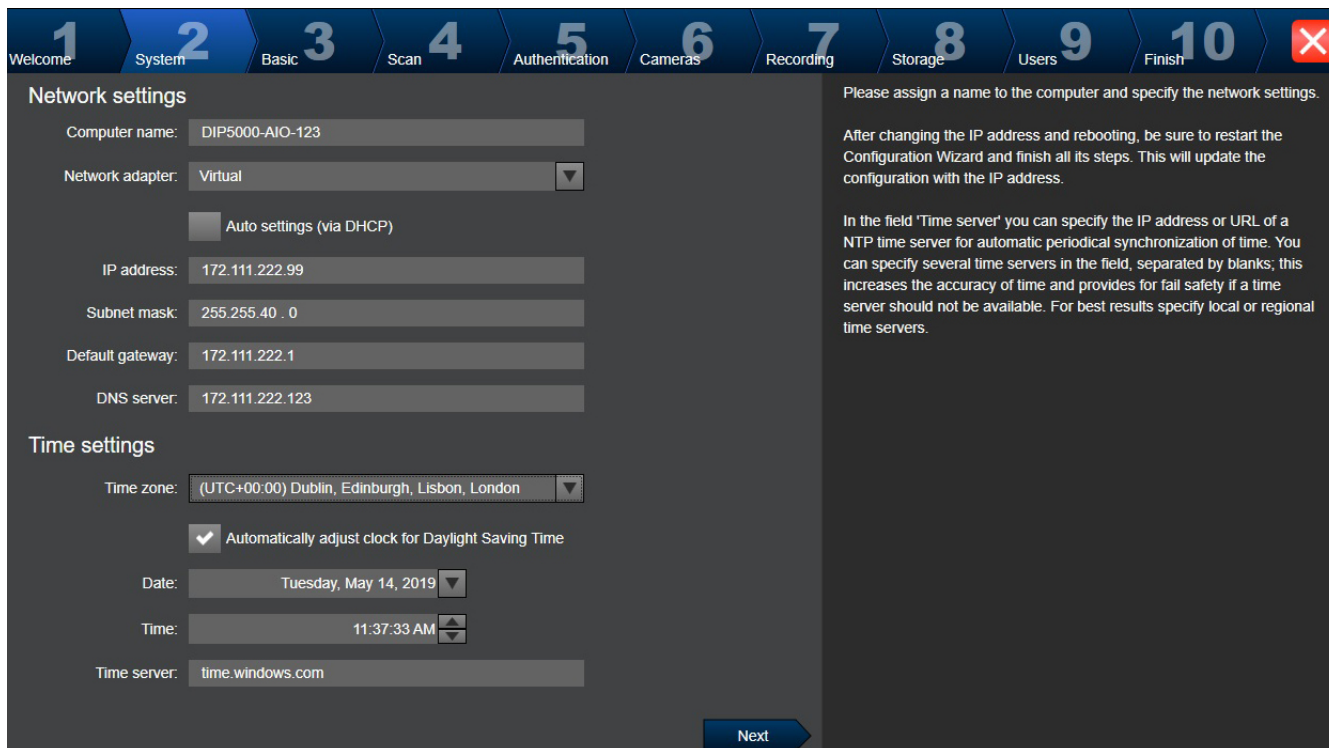 1 Welcome
2 System
3 Basic
4 Scan
5 Authentication
6 Cameras
7 Recording
8 Storage
9 Users
10 Finish
Network settings
Computer name: DIP5000-AIO-123
Network adapter: Virtual
Auto settings (via DHCP)
IP address: 172.111.222.99
Subnet mask: 255.255.40 . 0
Default gateway: 172.111.222.1
DNS server: 172.111.222.123
Time settings
Time zone: (UTC+00:00) Dublin, Edinburgh, Lisbon, London
Automatically adjust clock for Daylight Saving Time
Date: Tuesday, May 14, 2019
Time: 11:37:33 AM
Time server: time.windows.com
Next
Please assign a name to the computer and specify the network settings.
After changing the IP address and rebooting, be sure to restart the
Configuration Wizard and finish all its steps. This will update the
configuration with the IP address.
In the field 'Time server' you can specify the IP address or URL of a
NTP time server for automatic periodical synchronization of time. You
can specify several time servers in the field, separated by blanks; this
increases the accuracy of time and provides for fail safety if a time
server should not be available. For best results specify local or regional
time servers.